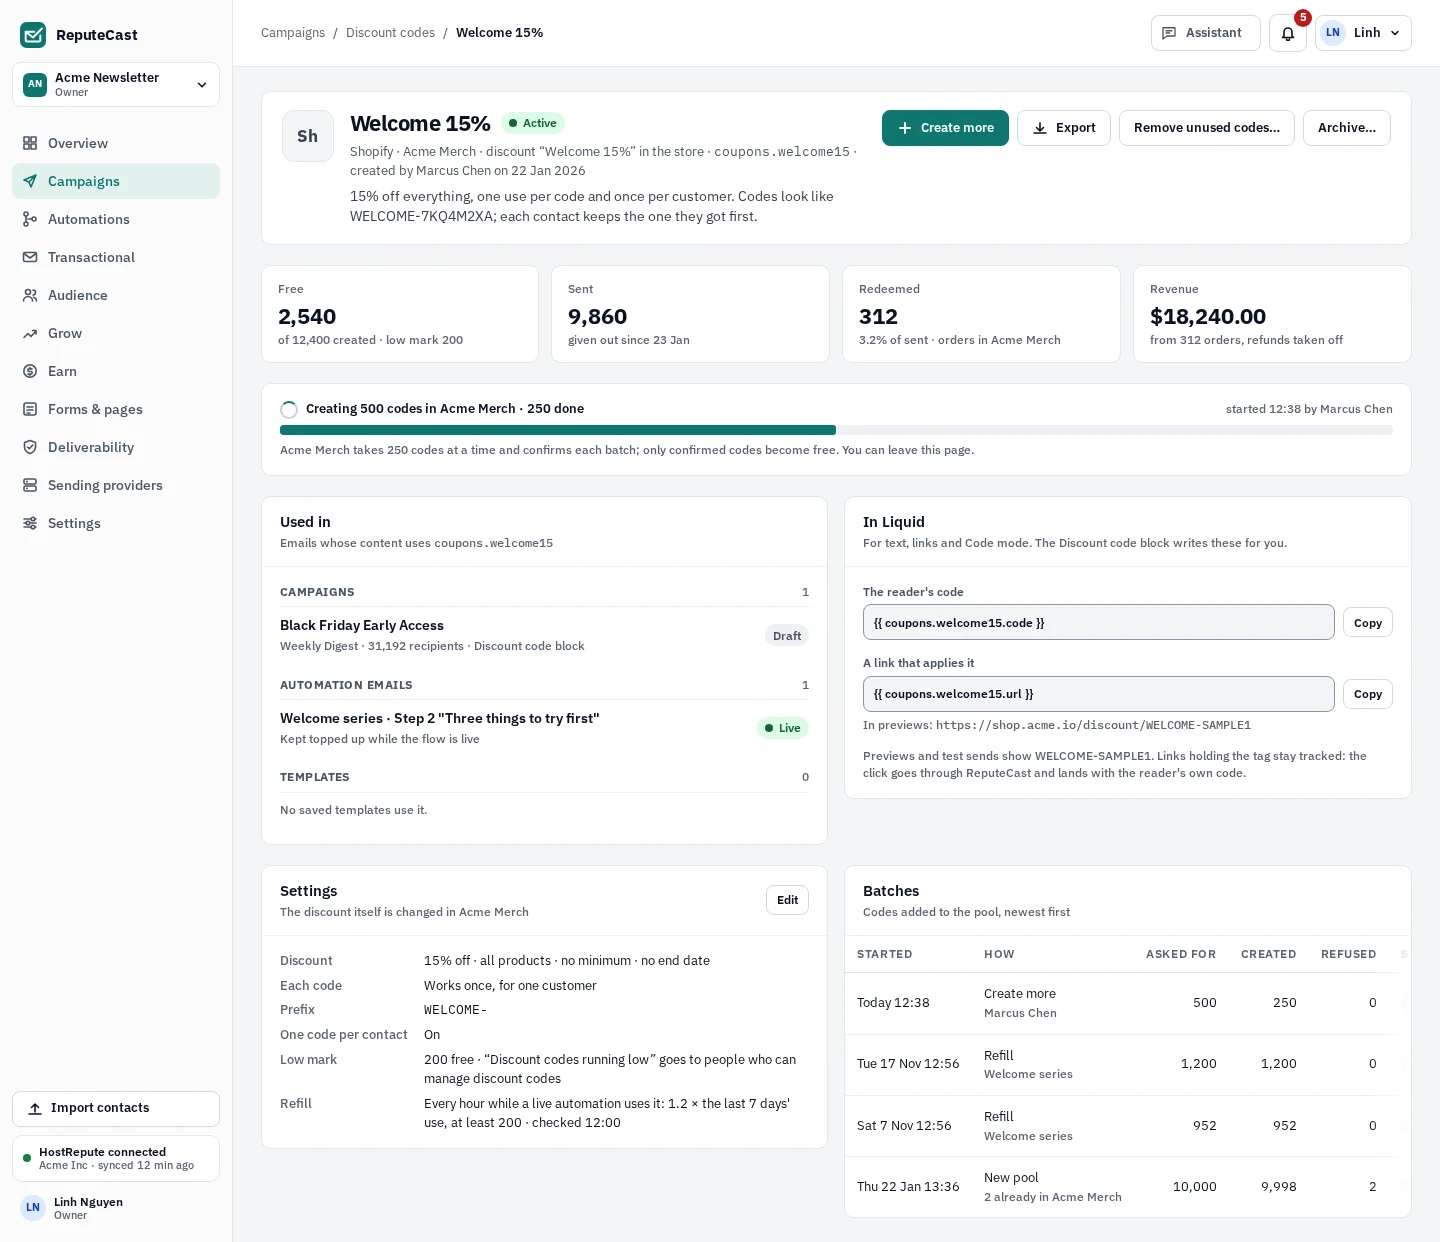 ReputeCast
AN
Acme Newsletter
Owner
Overview
Campaigns
Automations
Transactional
Audience
Grow
Earn
Forms & pages
Deliverability
Sending providers
Settings
Import contacts
HostRepute connected
Acme Inc · synced 12 min ago
LN
Linh Nguyen
Owner
Campaigns / Discount codes / Welcome 15%
Assistant
5
LN Linh
Sh
Welcome 15% Active
Shopify · Acme Merch · discount “Welcome 15%” in the store · coupons.welcome15 ·
created by Marcus Chen on 22 Jan 2026
15% off everything, one use per code and once per customer. Codes look like
WELCOME-7KQ4M2XA; each contact keeps the one they got first.
Create more
Export
Remove unused codes…
Archive…
Free
2,540
of 12,400 created · low mark 200
Sent
9,860
given out since 23 Jan
Redeemed
312
3.2% of sent · orders in Acme Merch
Revenue
$18,240.00
from 312 orders, refunds taken off
Creating 500 codes in Acme Merch · 250 done
started 12:38 by Marcus Chen
Acme Merch takes 250 codes at a time and confirms each batch; only confirmed codes become free. You can leave this page.
Used in
Emails whose content uses coupons.welcome15
CAMPAIGNS 1
Black Friday Early Access
Weekly Digest · 31,192 recipients · Discount code block
Draft
AUTOMATION EMAILS 1
Welcome series · Step 2 "Three things to try first"
Kept topped up while the flow is live
Live
TEMPLATES 0
No saved templates use it.
In Liquid
For text, links and Code mode. The Discount code block writes these for you.
The reader's code
{{ coupons.welcome15.code }}
Copy
A link that applies it
{{ coupons.welcome15.url }}
Copy
In previews: https://shop.acme.io/discount/WELCOME-SAMPLE1
Previews and test sends show WELCOME-SAMPLE1. Links holding the tag stay tracked: the
click goes through ReputeCast and lands with the reader's own code.
Settings
The discount itself is changed in Acme Merch
Edit
Discount 15% off · all products · no minimum · no end date
Each code Works once, for one customer
Prefix WELCOME-
One code per contact On
Low mark 200 free · “Discount codes running low” goes to people who can
manage discount codes
Refill Every hour while a live automation uses it: 1.2 × the last 7 days'
use, at least 200 · checked 12:00
Batches
Codes added to the pool, newest first
STARTED HOW ASKED FOR CREATED REFUSED S
Today 12:38 Create more 500 250 0
Marcus Chen
Tue 17 Nov 12:56 Refill 1,200 1,200 0
Welcome series
Sat 7 Nov 12:56 Refill 952 952 0
Welcome series
Thu 22 Jan 13:36 New pool 10,000 9,998 2
2 already in Acme Merch